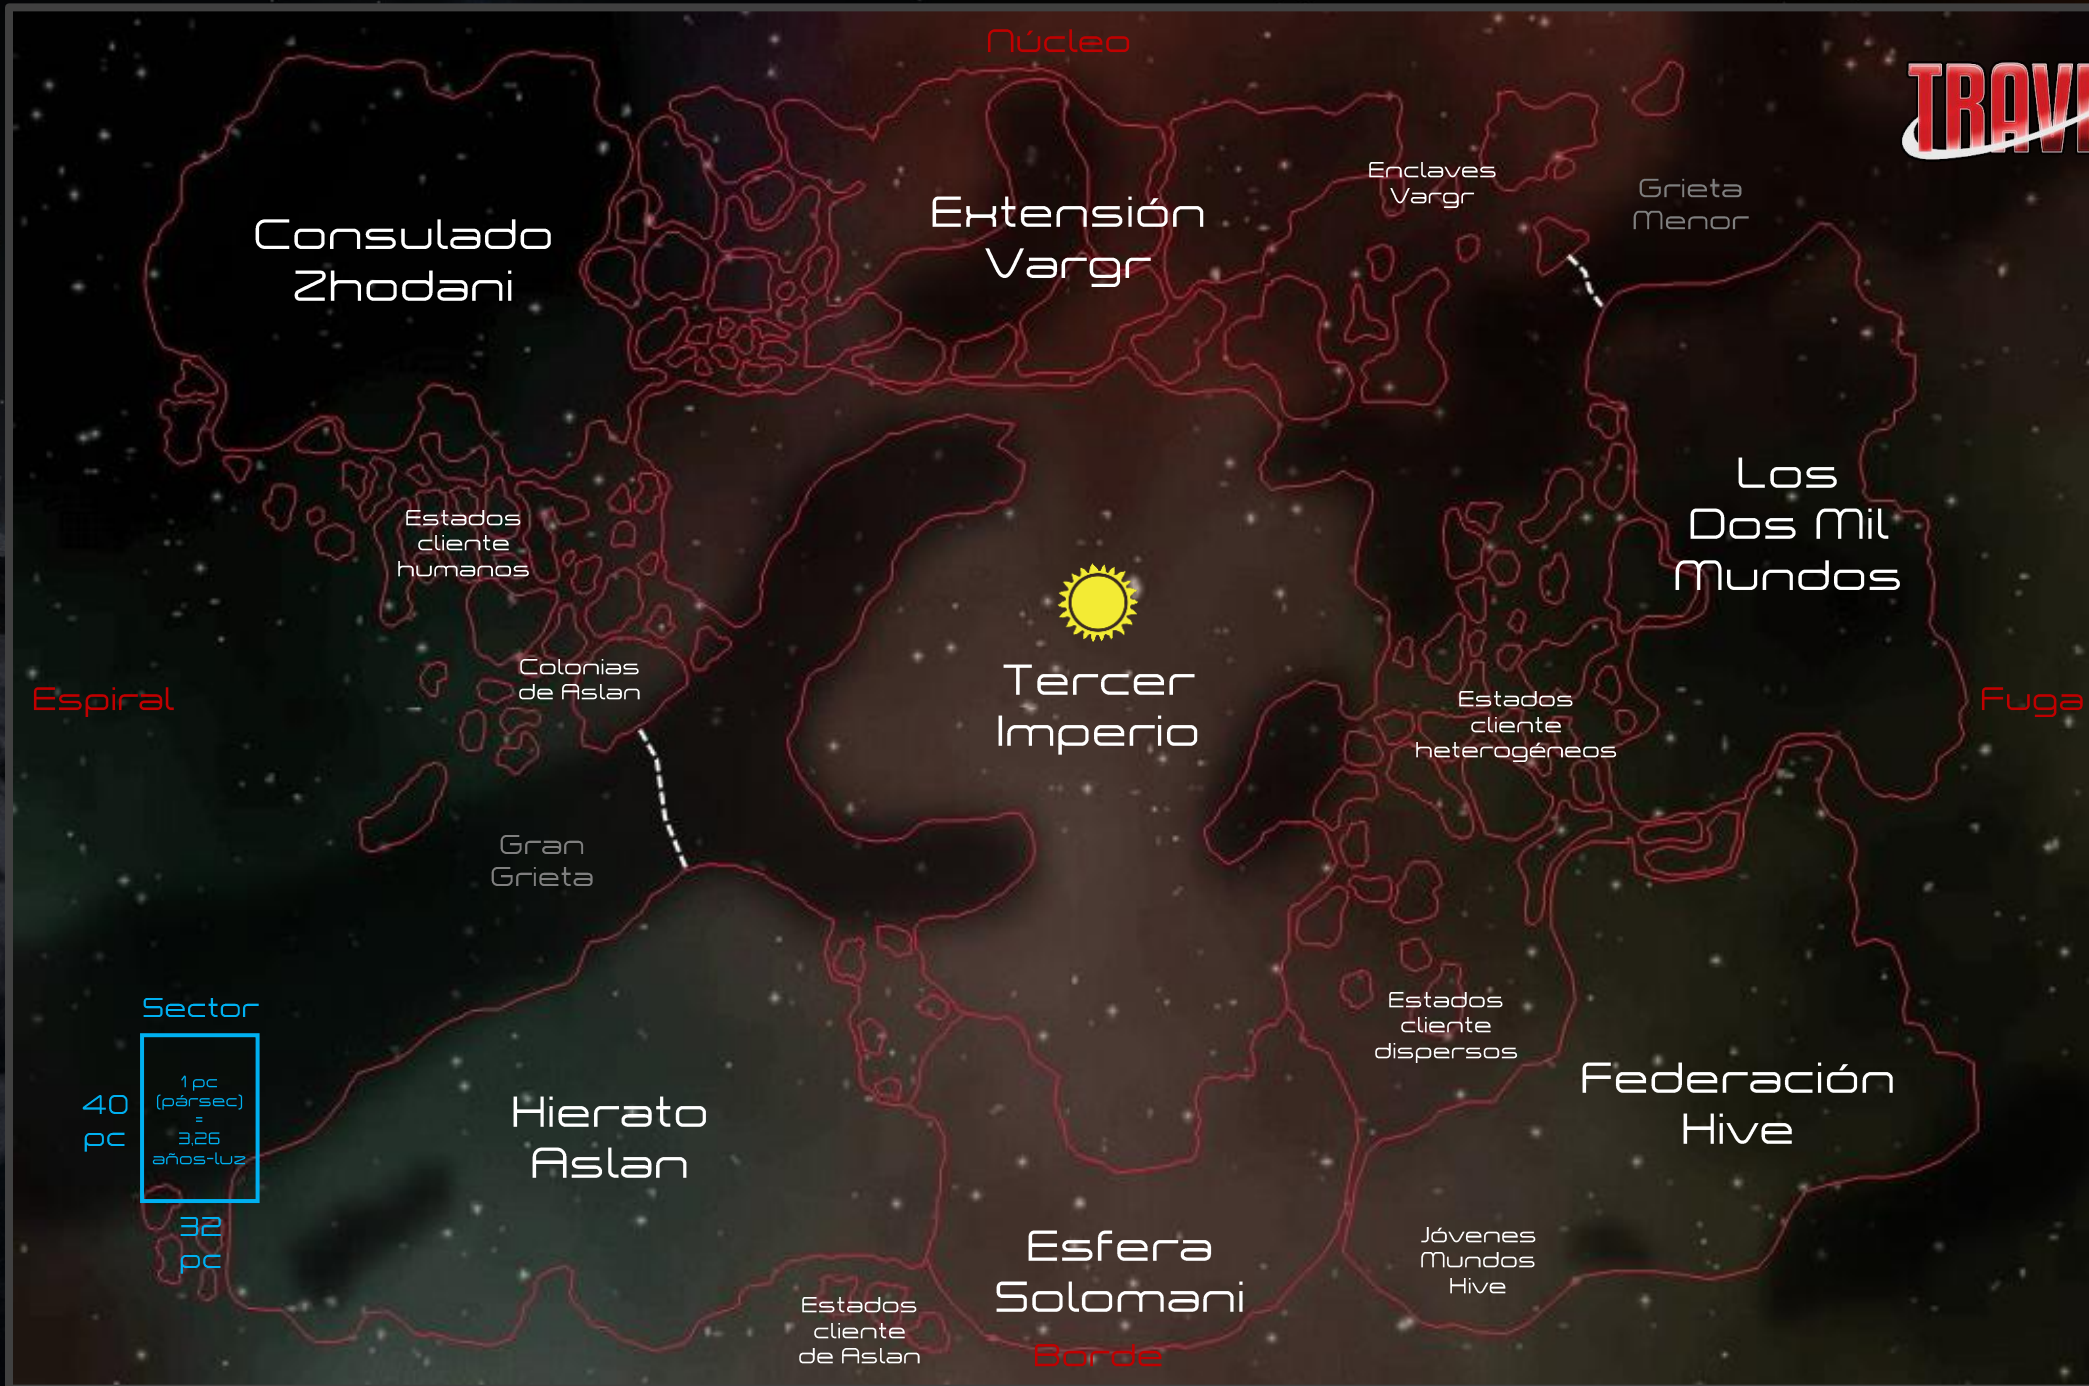 Núcleo
TRAV
Enclaves
Vargr
Grieta
Menor
Extensión
Vargr
Consulado
Zhodani
Los
Dos Mil
Mundos
Estados
cliente
humanos
Colonias
de Aslan
Tercer
Imperio
Espiral
Fuga
Estados
cliente
heterogéneos
Gran
Grieta
Sector
40
pc
1 pc
(pársec)
=
3,26
años-luz
32
pc
Estados
cliente
dispersos
Federación
Hive
Hierato
Aslan
Jóvenes
Mundos
Hive
Esfera
Solomani
Estados
cliente
de Aslan
Borde